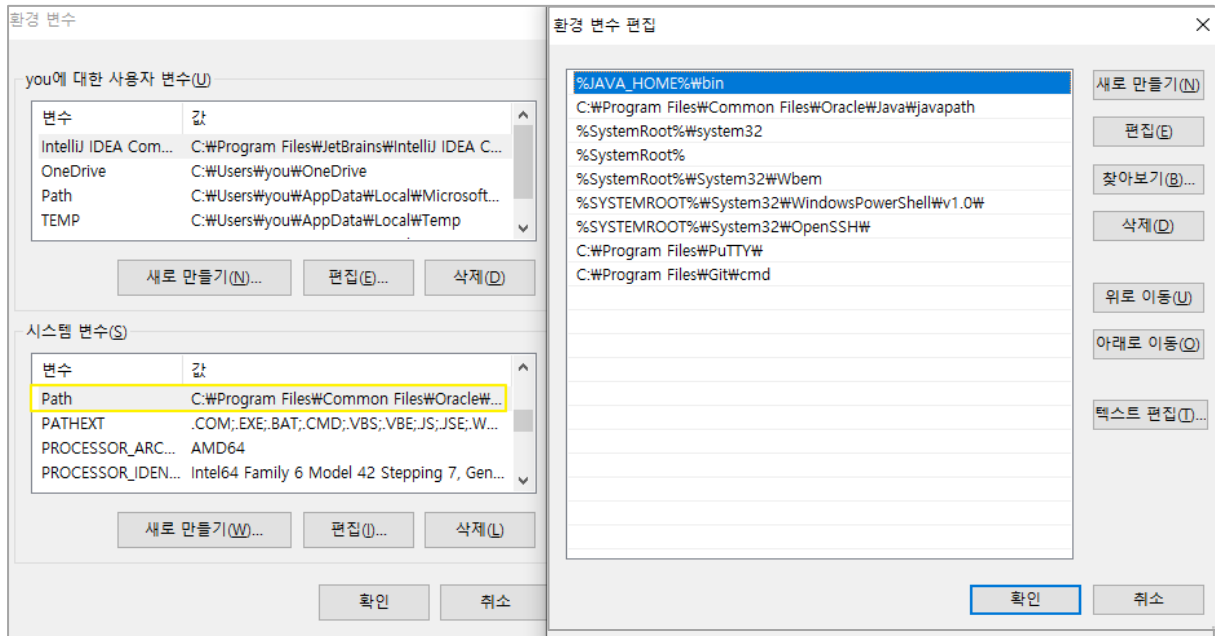 환경 변수
you에 대한 사용자 변수(U)
변수 값
IntelliJ IDEA Com... C:₩Program Files₩JetBrains₩IntelliJ IDEA C...
OneDrive C:₩Users₩you₩OneDrive
Path C:₩Users₩you₩AppData₩Local₩Microsoft...
TEMP C:₩Users₩you₩AppData₩Local₩Temp
새로 만들기(N)... 편집(E)... 삭제(D)
시스템 변수(S)
변수 값
Path C:₩Program Files₩Common Files₩Oracle₩...
PATHEXT .COM;.EXE;.BAT;.CMD;.VBS;.VBE;.JS;.JSE;.W...
PROCESSOR_ARC... AMD64
PROCESSOR_IDEN... Intel64 Family 6 Model 42 Stepping 7, Gen...
새로 만들기(W)... 편집(I)... 삭제(L)
확인 취소
환경 변수 편집
%JAVA_HOME%₩bin
C:₩Program Files₩Common Files₩Oracle₩Java₩javapath
%SystemRoot%₩system32
%SystemRoot%
%SystemRoot%₩System32₩Wbem
%SYSTEMROOT%₩System32₩WindowsPowerShell₩v1.0₩
%SYSTEMROOT%₩System32₩OpenSSH₩
C:₩Program Files₩PuTTY₩
C:₩Program Files₩Git₩cmd
새로 만들기(N)
편집(E)
찾아보기(B)...
삭제(D)
위로 이동(U)
아래로 이동(O)
텍스트 편집(T)...
확인 취소